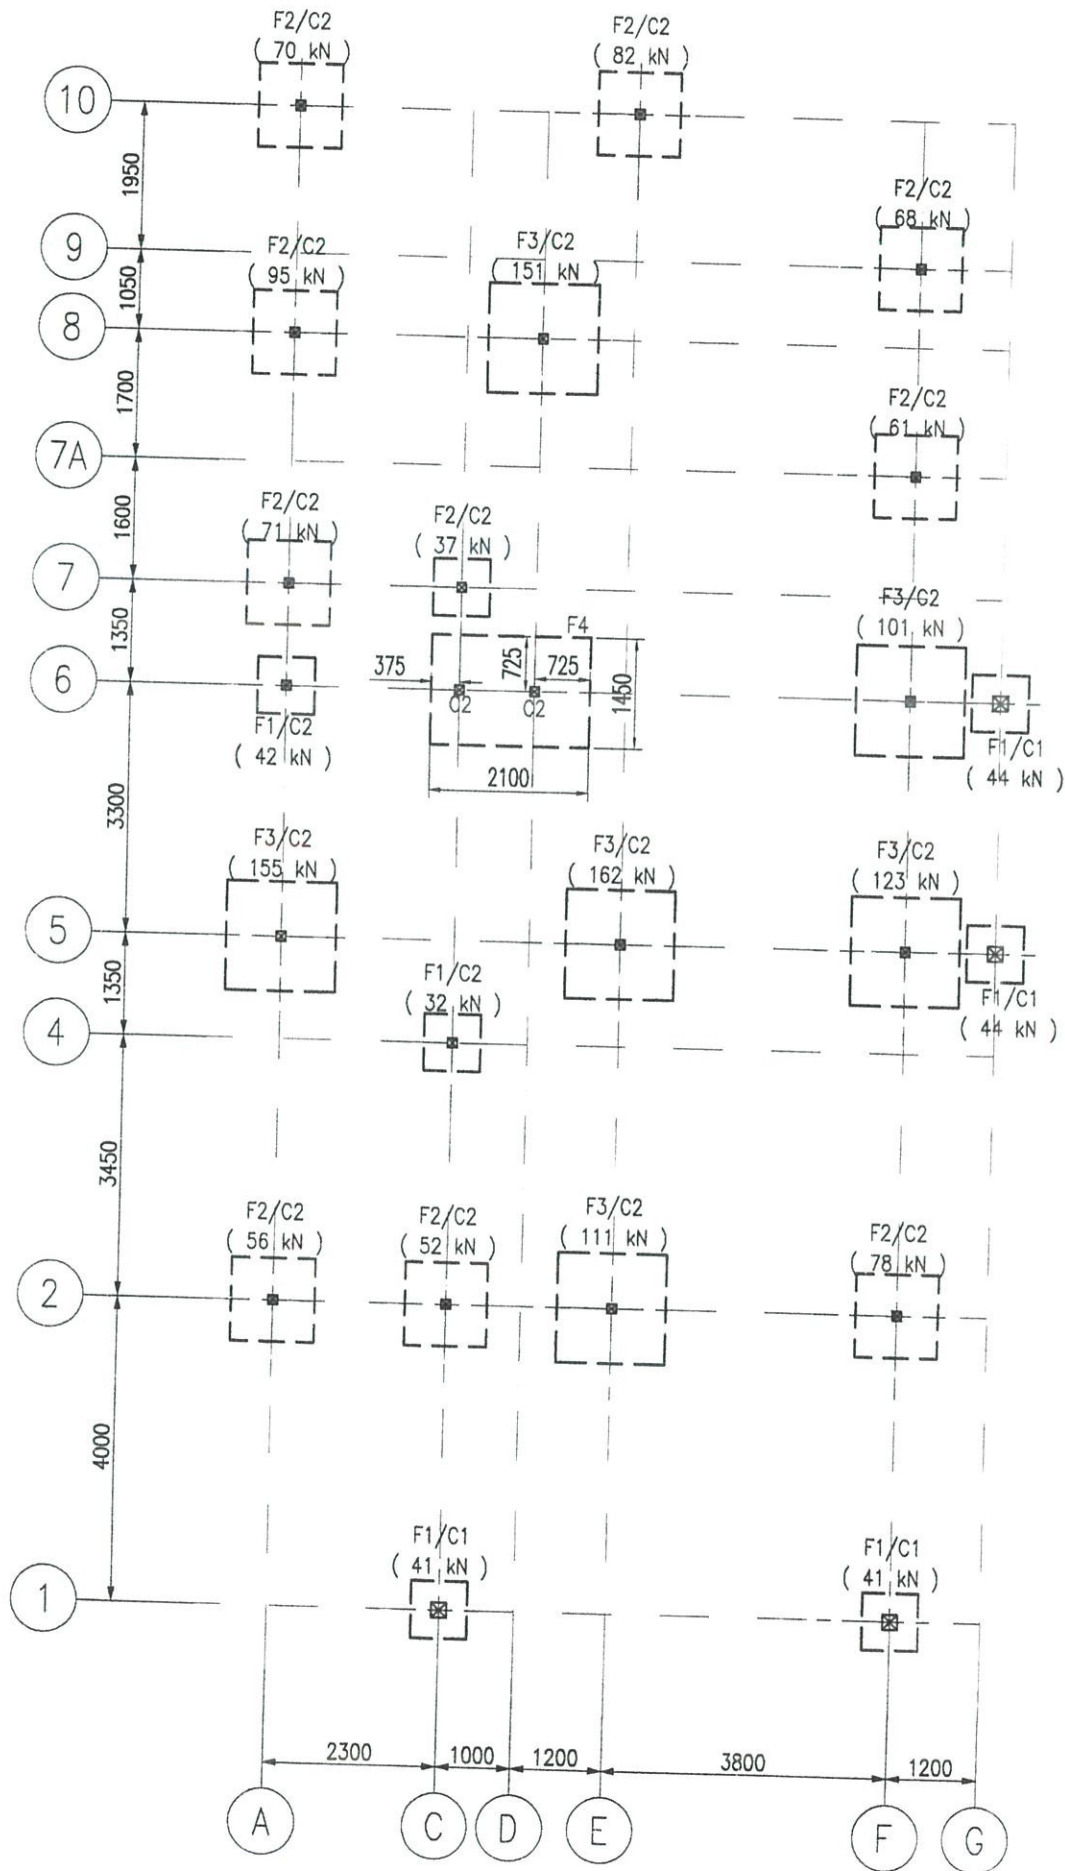 F2/C2
( 70 kN )
F2/C2
( 82 kN )
10
1950
F2/C2
( 68 kN )
9
F2/C2
( 95 kN )
F3/C2
( 151 kN )
1050
8
1700
F2/C2
( 61 kN )
7A
1600
F2/C2
( 71 kN )
F2/C2
( 37 kN )
7
F3/C2
( 101 kN )
1350
F4
375
725
725
1450
6
C2
C2
F1/C2
( 42 kN )
F1/C1
( 44 kN )
2100
3300
F3/C2
( 155 kN )
F3/C2
( 162 kN )
F3/C2
( 123 kN )
5
1350
F1/C2
( 32 kN )
F1/C1
( 44 kN )
4
3450
F2/C2
( 56 kN )
F2/C2
( 52 kN )
F3/C2
( 111 kN )
F2/C2
( 78 kN )
2
4000
F1/C1
( 41 kN )
F1/C1
( 41 kN )
1
2300
1000
1200
3800
1200
A
C
D
E
F
G